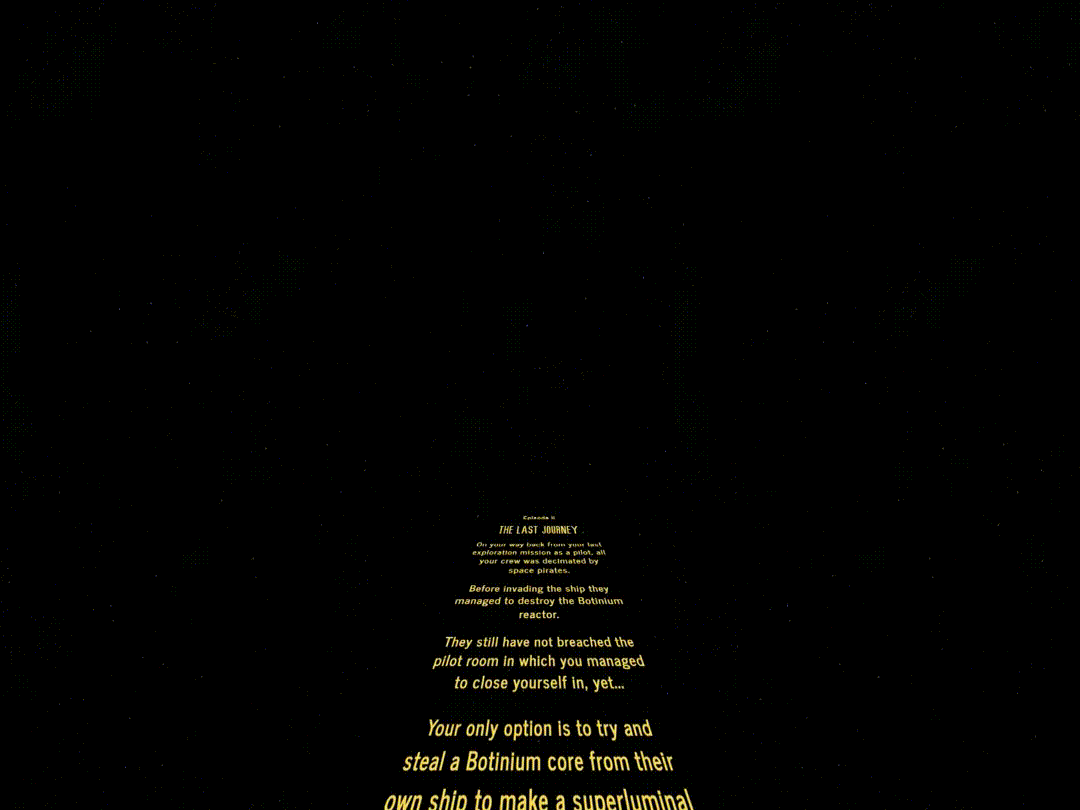 Episode II
THE LAST JOURNEY
On your way back from your last
exploration mission as a pilot, all
your crew was decimated by
space pirates.
Before invading the ship they
managed to destroy the Botinium
reactor.
They still have not breached the
pilot room in which you managed
to close yourself in, yet...
Your only option is to try and
steal a Botinium core from their
own ship to make a superluminal